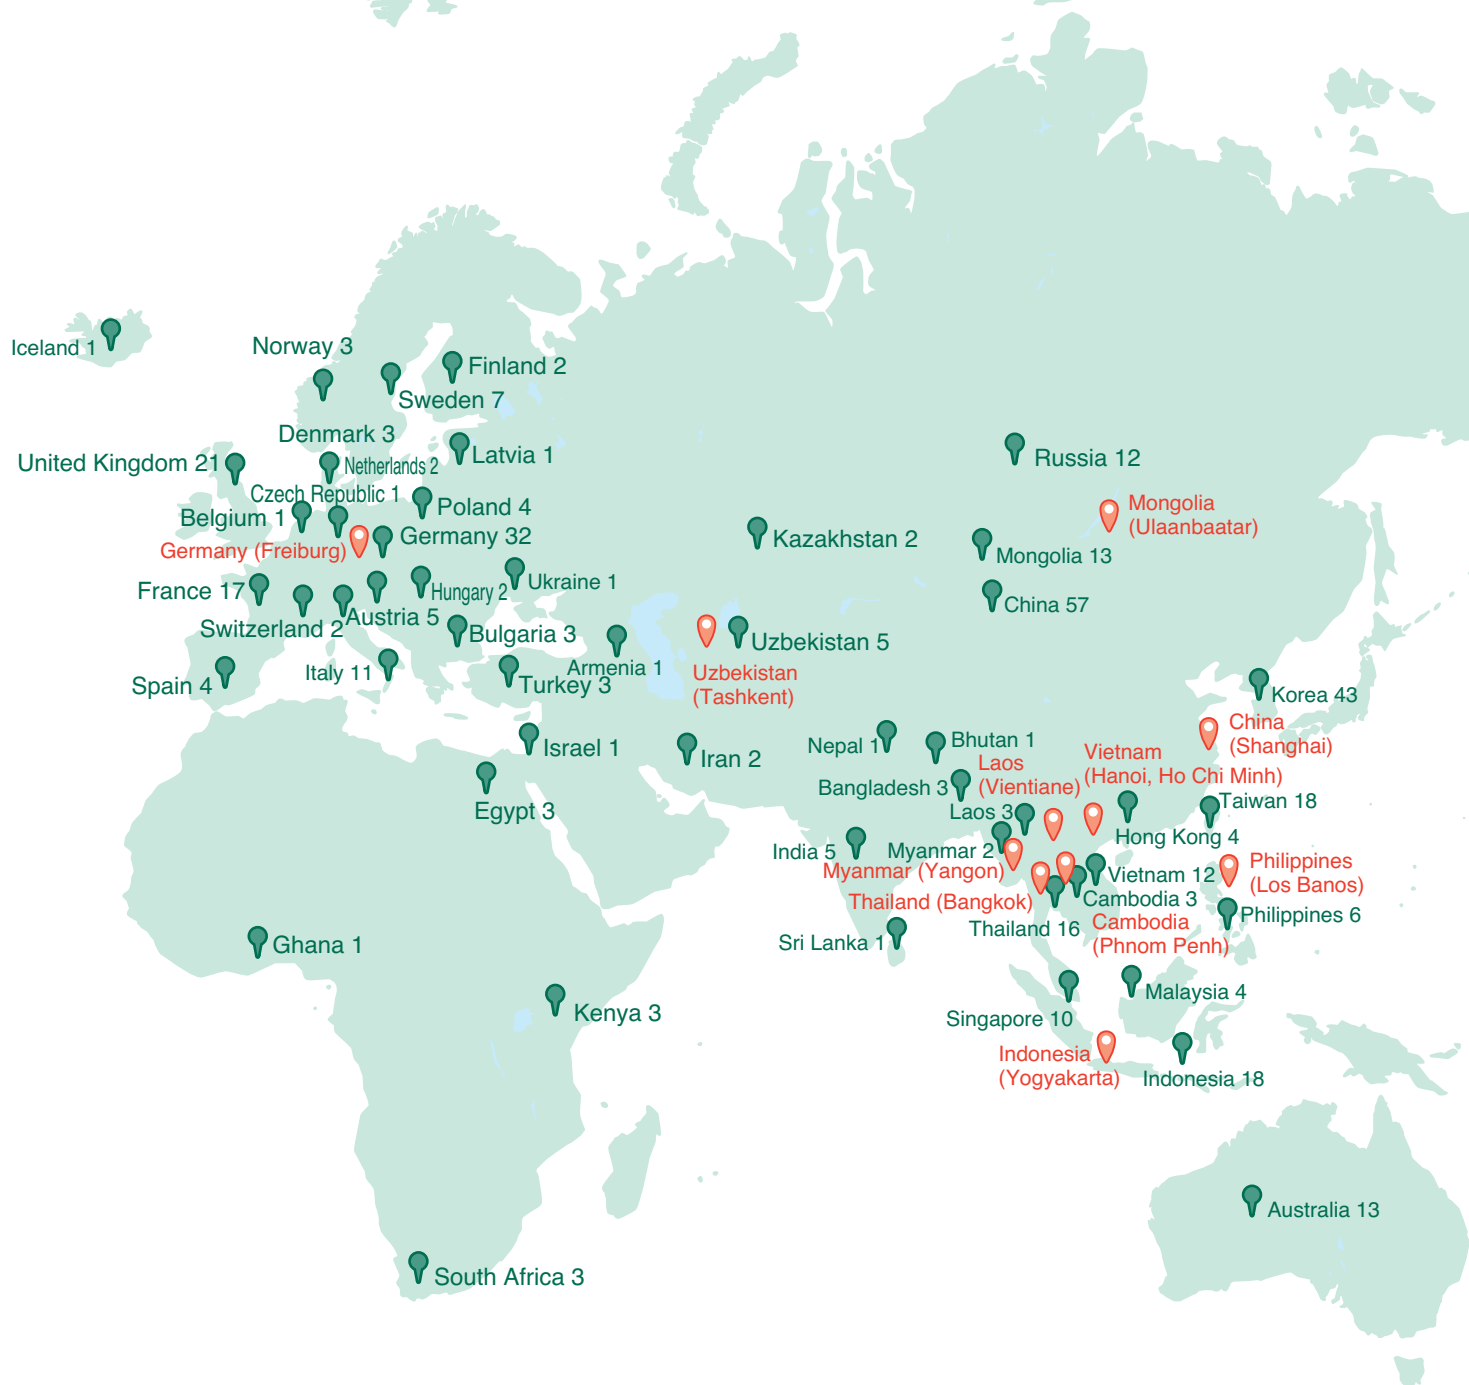 Iceland 1
Norway 3
Finland 2
Sweden 7
Denmark 3
United Kingdom 21
Netherlands 2
Latvia 1
Russia 12
Czech Republic 1
Poland 4
Mongolia
(Ulaanbaatar)
Belgium 1
Germany 32
Kazakhstan 2
Germany (Freiburg)
Mongolia 13
France 17
Hungary 2
Ukraine 1
China 57
Austria 5
Switzerland 2
Bulgaria 3
Uzbekistan 5
Armenia 1
Italy 11
Spain 4
Turkey 3
Uzbekistan
(Tashkent)
Korea 43
China
(Shanghai)
Israel 1
Iran 2
Nepal 1
Bhutan 1
Vietnam
(Hanoi, Ho Chi Minh)
Laos
(Vientiane)
Bangladesh 3
Egypt 3
Laos 3
Taiwan 18
Hong Kong 4
India 5
Myanmar 2
Myanmar (Yangon)
Vietnam 12
Philippines
(Los Banos)
Thailand (Bangkok)
Cambodia 3
Philippines 6
Thailand 16
Cambodia
(Phnom Penh)
Ghana 1
Sri Lanka 1
Malaysia 4
Kenya 3
Singapore 10
Indonesia
(Yogyakarta)
Indonesia 18
Australia 13
South Africa 3